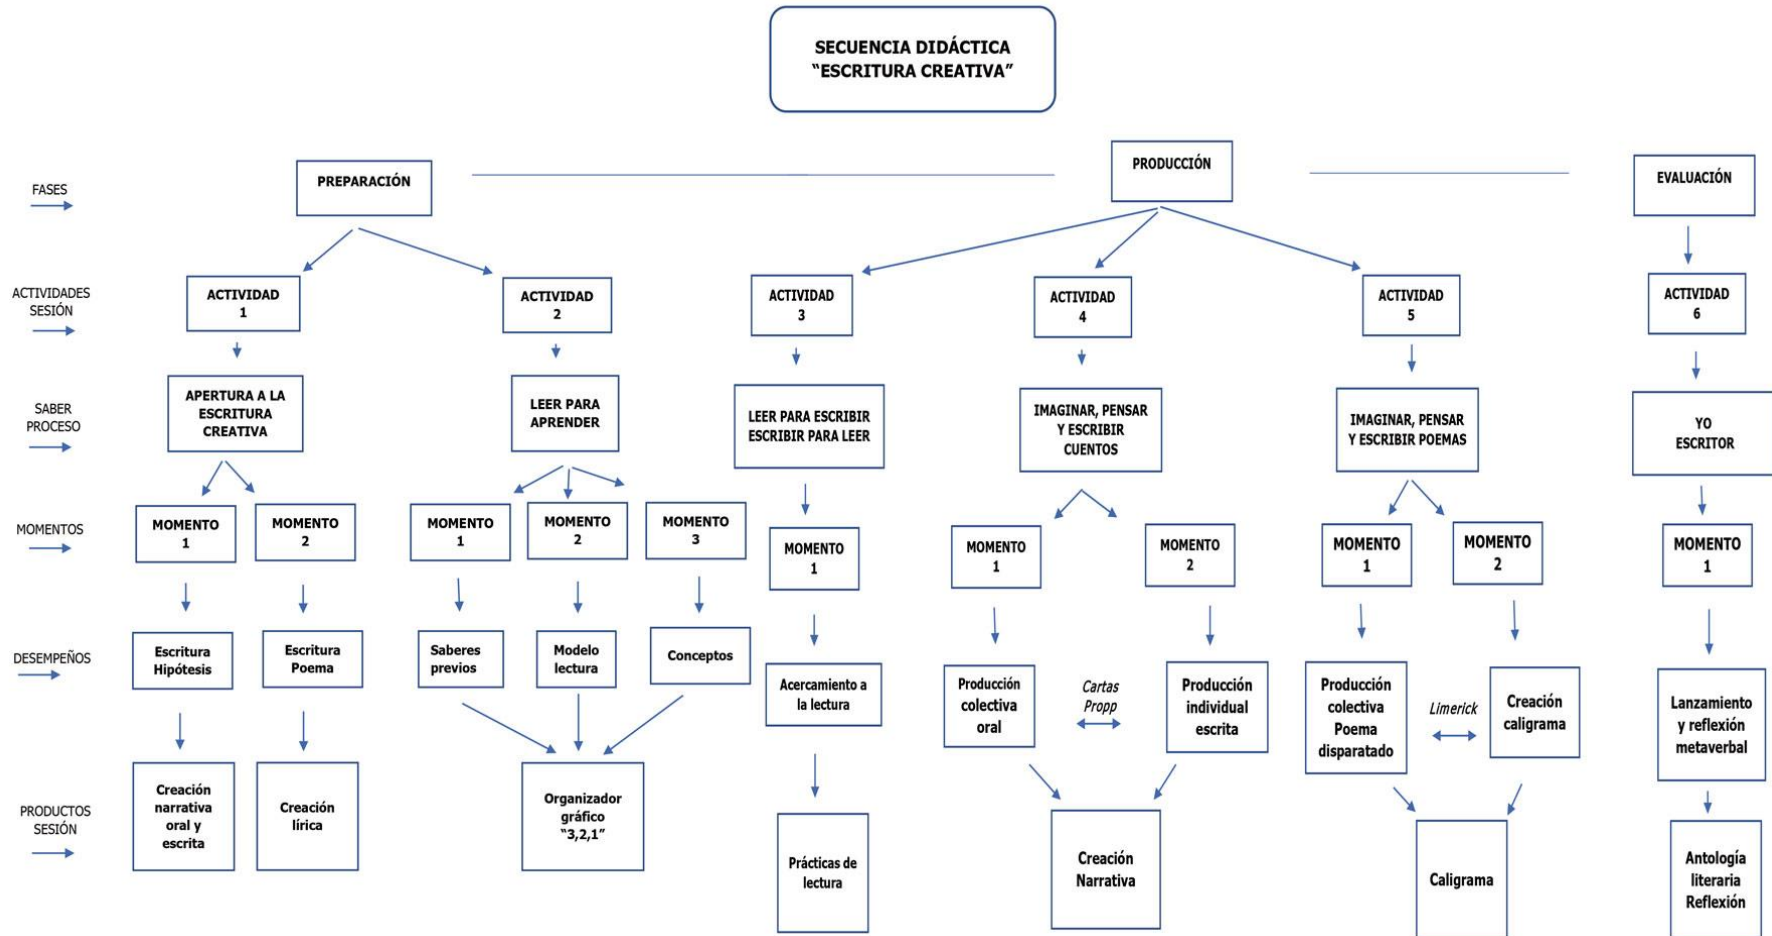 SECUENCIA DIDÁCTICA
“ESCRITURA CREATIVA”
FASES
PREPARACIÓN
PRODUCCIÓN
EVALUACIÓN
ACTIVIDADES
SESIÓN
ACTIVIDAD
1
ACTIVIDAD
2
ACTIVIDAD
3
ACTIVIDAD
4
ACTIVIDAD
5
ACTIVIDAD
6
SABER
PROCESO
APERTURA A LA
ESCRITURA
CREATIVA
LEER PARA
APRENDER
LEER PARA ESCRIBIR
ESCRIBIR PARA LEER
IMAGINAR, PENSAR
Y ESCRIBIR
CUENTOS
IMAGINAR, PENSAR
Y ESCRIBIR POEMAS
YO
ESCRITOR
MOMENTOS
MOMENTO
1
MOMENTO
2
MOMENTO
1
MOMENTO
2
MOMENTO
3
MOMENTO
1
MOMENTO
1
MOMENTO
2
MOMENTO
1
MOMENTO
2
MOMENTO
1
DESEMPEÑOS
Escritura
Hipótesis
Escritura
Poema
Saberes
previos
Modelo
lectura
Conceptos
Acercamiento a
la lectura
Producción
colectiva
oral
Cartas
Propp
Producción
individual
escrita
Producción
colectiva
Poema
disparatado
Limerick
Creación
caligrama
Lanzamiento
y reflexión
metaverbal
PRODUCTOS
SESIÓN
Creación
narrativa
oral y
escrita
Creación
lírica
Organizador
gráfico
“3,2,1”
Prácticas de
lectura
Creación
Narrativa
Caligrama
Antología
literaria
Reflexión